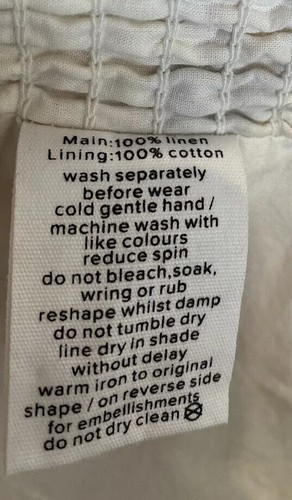 Main:100% linen
Lining:100% cotton
wash separately
before wear
cold gentle hand /
machine wash with
like colours
reduce spin
do not bleach,soak,
wring or rub
reshape whilst damp
do not tumble dry
line dry in shade
without delay
warm iron to original
shape / on reverse side
for embellishments
do not dry clean